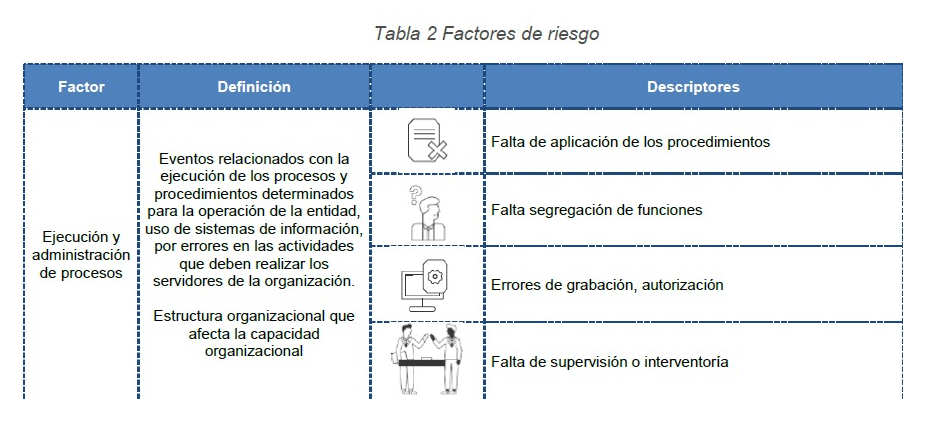 Tabla 2 Factores de riesgo
Factor
Definición
Descriptores
Ejecución y
administración
de procesos
Eventos relacionados con la
ejecución de los procesos y
procedimientos determinados
para la operación de la entidad,
uso de sistemas de información,
por errores en las actividades
que deben realizar los
servidores de la organización.
Estructura organizacional que
afecta la capacidad
organizacional
Falta de aplicación de los procedimientos
?
Falta segregación de funciones
Errores de grabación, autorización
Falta de supervisión o interventoría